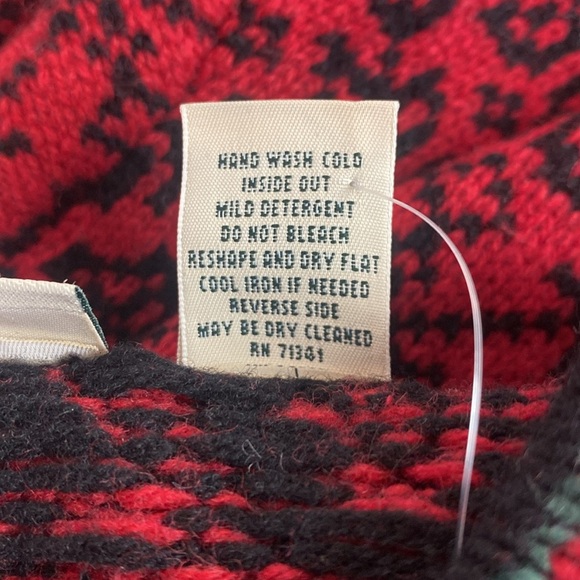 HAND WASH COLD
INSIDE OUT
MILD DETERGENT
DO NOT BLEACH
RESHAPE AND DRY FLAT
COOL IRON IF NEEDED
REVERSE SIDE
MAY BE DRY CLEANED
RN 71341